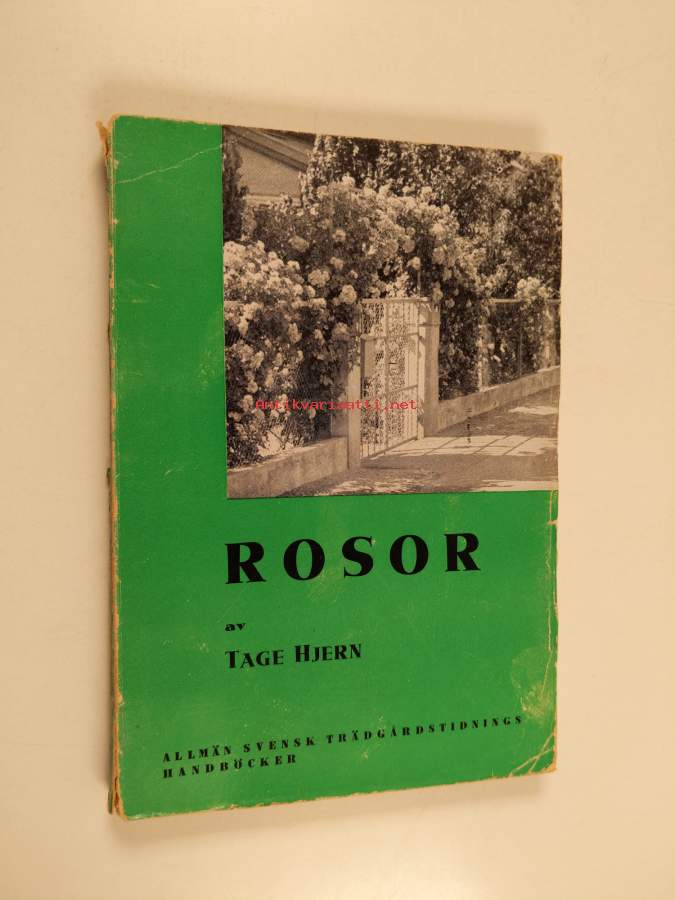 Antikvariaatti.net
ROSOR
av
TAGE HJERN
ALLMÄN SVENSK TRÄDGÅRDSTIDNINGS
HANDBÖCKER